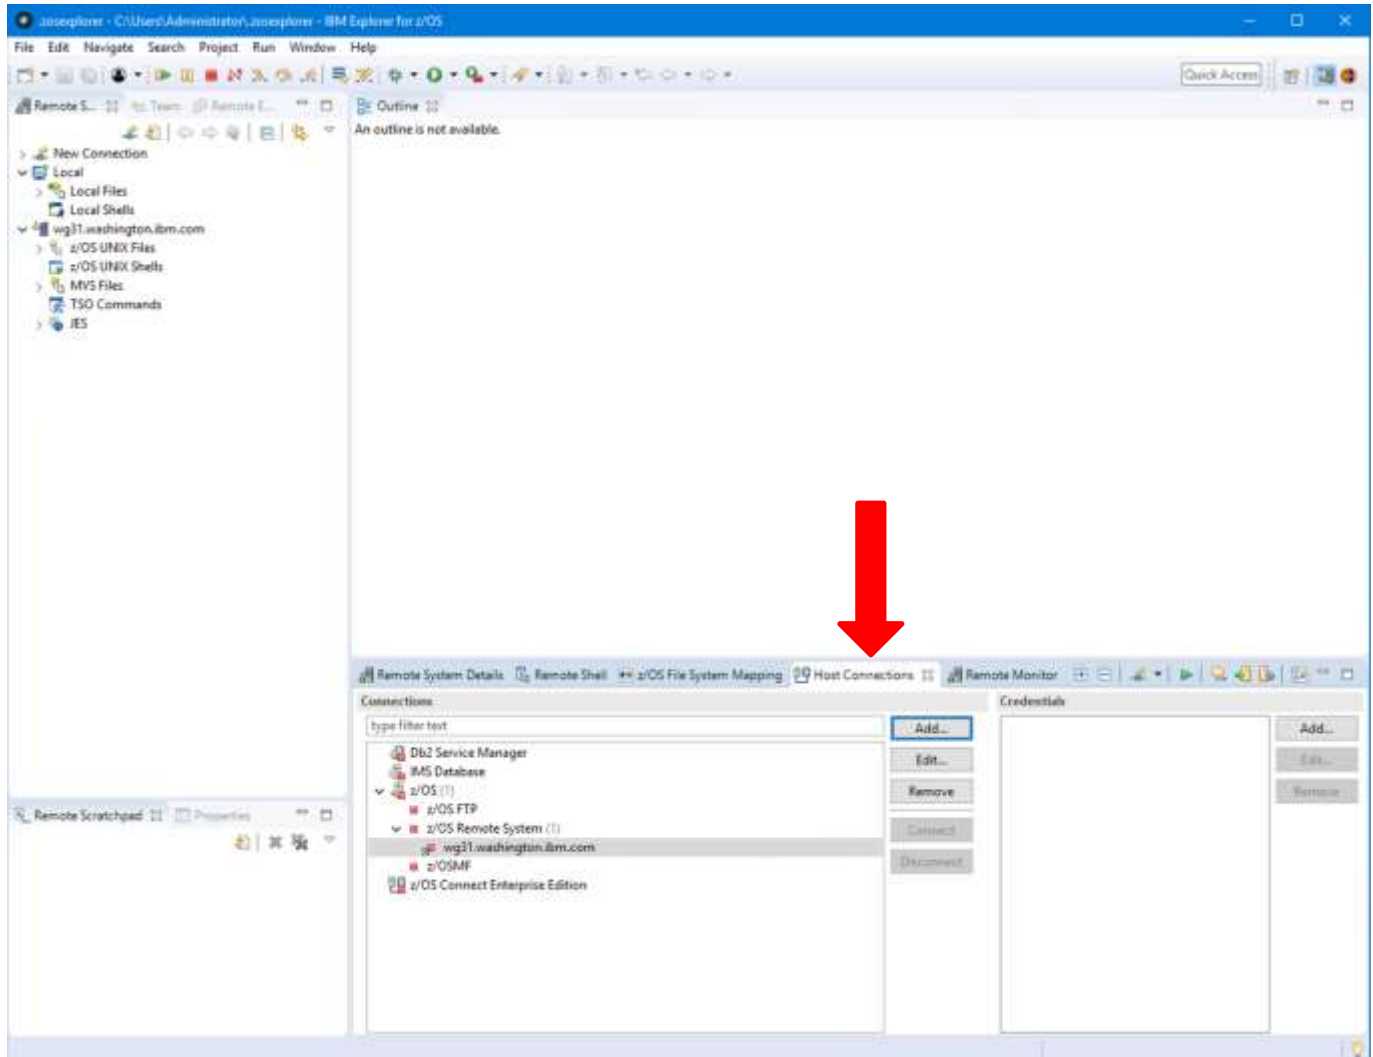 zosexplorer - C:\Users\Administrator\zosexplorer - IBM Explorer for z/OS
File Edit Navigate Search Project Run Window Help
Quick Access
Remote S... Team Remote E...
New Connection
Local
Local Files
Local Shells
wg31.washington.ibm.com
z/OS UNIX Files
z/OS UNIX Shells
MVS Files
TSO Commands
JES
Outline
An outline is not available.
Remote Scratchpad Properties
Remote System Details Remote Shell z/OS File System Mapping Host Connections Remote Monitor
Connections
type filter text
Db2 Service Manager
IMS Database
z/OS (1)
z/OS FTP
z/OS Remote System (1)
wg31.washington.ibm.com
z/OSMF
z/OS Connect Enterprise Edition
Add...
Edit...
Remove
Connect
Disconnect
Credentials
Add...
Edit...
Remove